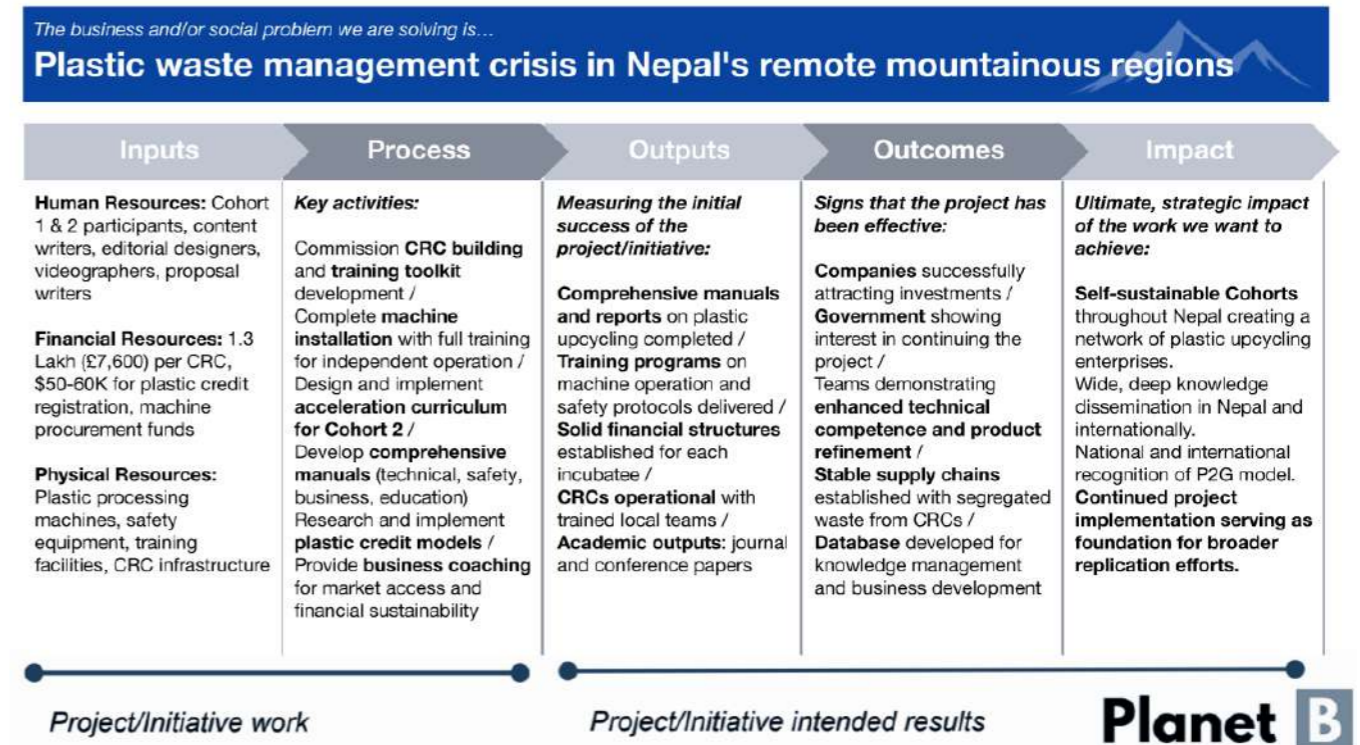 The business and/or social problem we are solving is...
Plastic waste management crisis in Nepal's remote mountainous regions
Inputs
Process
Outputs
Outcomes
Impact
Human Resources: Cohort
1 & 2 participants, content
writers, editorial designers,
videographers, proposal
writers
Financial Resources: 1.3
Lakh (£7,600) per CRC,
$50-60K for plastic credit
registration, machine
procurement funds
Physical Resources:
Plastic processing
machines, safety
equipment, training
facilities, CRC infrastructure
Key activities:
Commission CRC building
and training toolkit
development /
Complete machine
installation with full training
for independent operation /
Design and implement
acceleration curriculum
for Cohort 2 /
Develop comprehensive
manuals (technical, safety,
business, education)
Research and implement
plastic credit models /
Provide business coaching
for market access and
financial sustainability
Measuring the initial
success of the
project/initiative:
Comprehensive manuals
and reports on plastic
upcycling completed /
Training programs on
machine operation and
safety protocols delivered /
Solid financial structures
established for each
incubatee /
CRCs operational with
trained local teams /
Academic outputs: journal
and conference papers
Signs that the project has
been effective:
Companies successfully
attracting investments /
Government showing
interest in continuing the
project /
Teams demonstrating
enhanced technical
competence and product
refinement /
Stable supply chains
established with segregated
waste from CRCs /
Database developed for
knowledge management
and business development
Ultimate, strategic impact
of the work we want to
achieve:
Self-sustainable Cohorts
throughout Nepal creating a
network of plastic upcycling
enterprises.
Wide, deep knowledge
dissemination in Nepal and
internationally.
National and international
recognition of P2G model.
Continued project
implementation serving as
foundation for broader
replication efforts.
Project/Initiative work
Project/Initiative intended results
Planet B